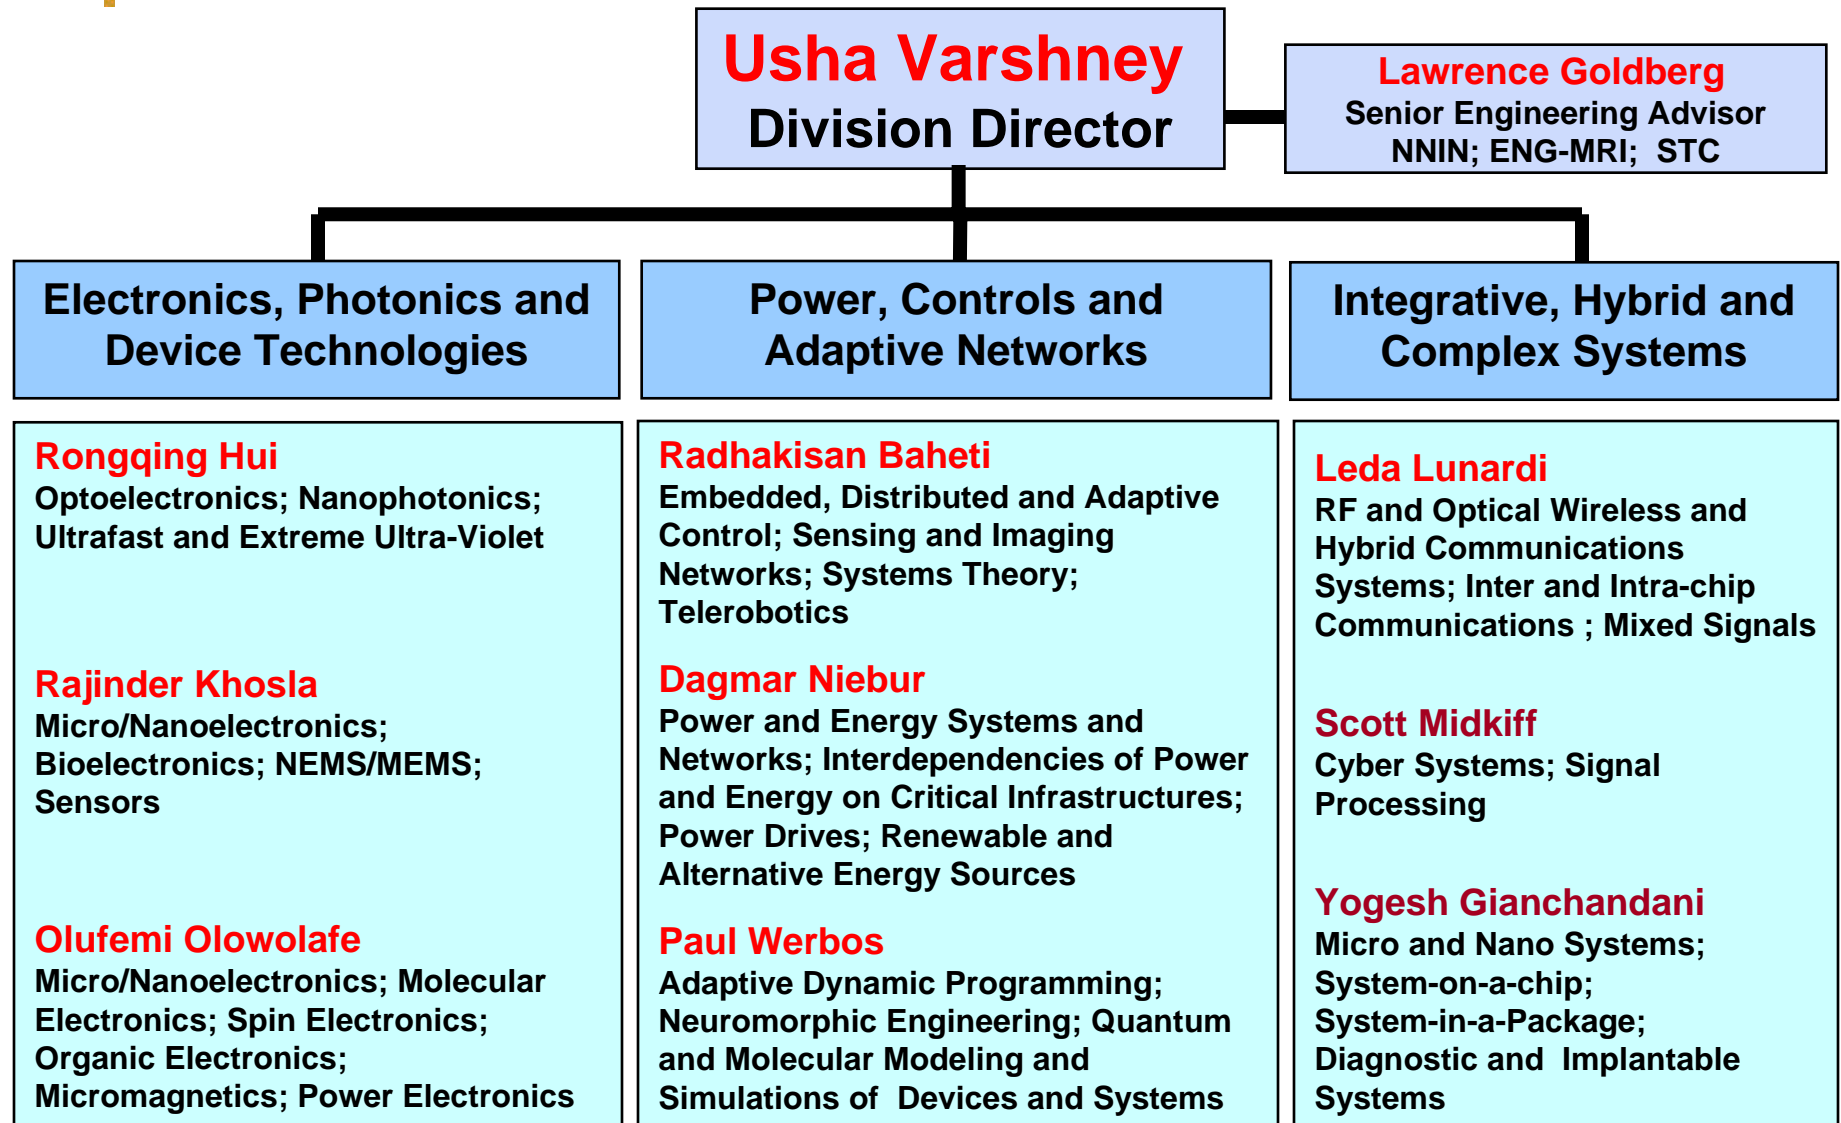 Usha Varshney
Division Director
Lawrence Goldberg
Senior Engineering Advisor
NNIN; ENG-MRI; STC
Electronics, Photonics and
Device Technologies
Power, Controls and
Adaptive Networks
Integrative, Hybrid and
Complex Systems
Rongqing Hui
Optoelectronics; Nanophotonics;
Ultrafast and Extreme Ultra-Violet
Rajinder Khosla
Micro/Nanoelectronics;
Bioelectronics; NEMS/MEMS;
Sensors
Olufemi Olowolafe
Micro/Nanoelectronics; Molecular
Electronics; Spin Electronics;
Organic Electronics;
Micromagnetics; Power Electronics
Radhakisan Baheti
Embedded, Distributed and Adaptive
Control; Sensing and Imaging
Networks; Systems Theory;
Telerobotics
Dagmar Niebur
Power and Energy Systems and
Networks; Interdependencies of Power
and Energy on Critical Infrastructures;
Power Drives; Renewable and
Alternative Energy Sources
Paul Werbos
Adaptive Dynamic Programming;
Neuromorphic Engineering; Quantum
and Molecular Modeling and
Simulations of Devices and Systems
Leda Lunardi
RF and Optical Wireless and
Hybrid Communications
Systems; Inter and Intra-chip
Communications ; Mixed Signals
Scott Midkiff
Cyber Systems; Signal
Processing
Yogesh Gianchandani
Micro and Nano Systems;
System-on-a-chip;
System-in-a-Package;
Diagnostic and Implantable
Systems